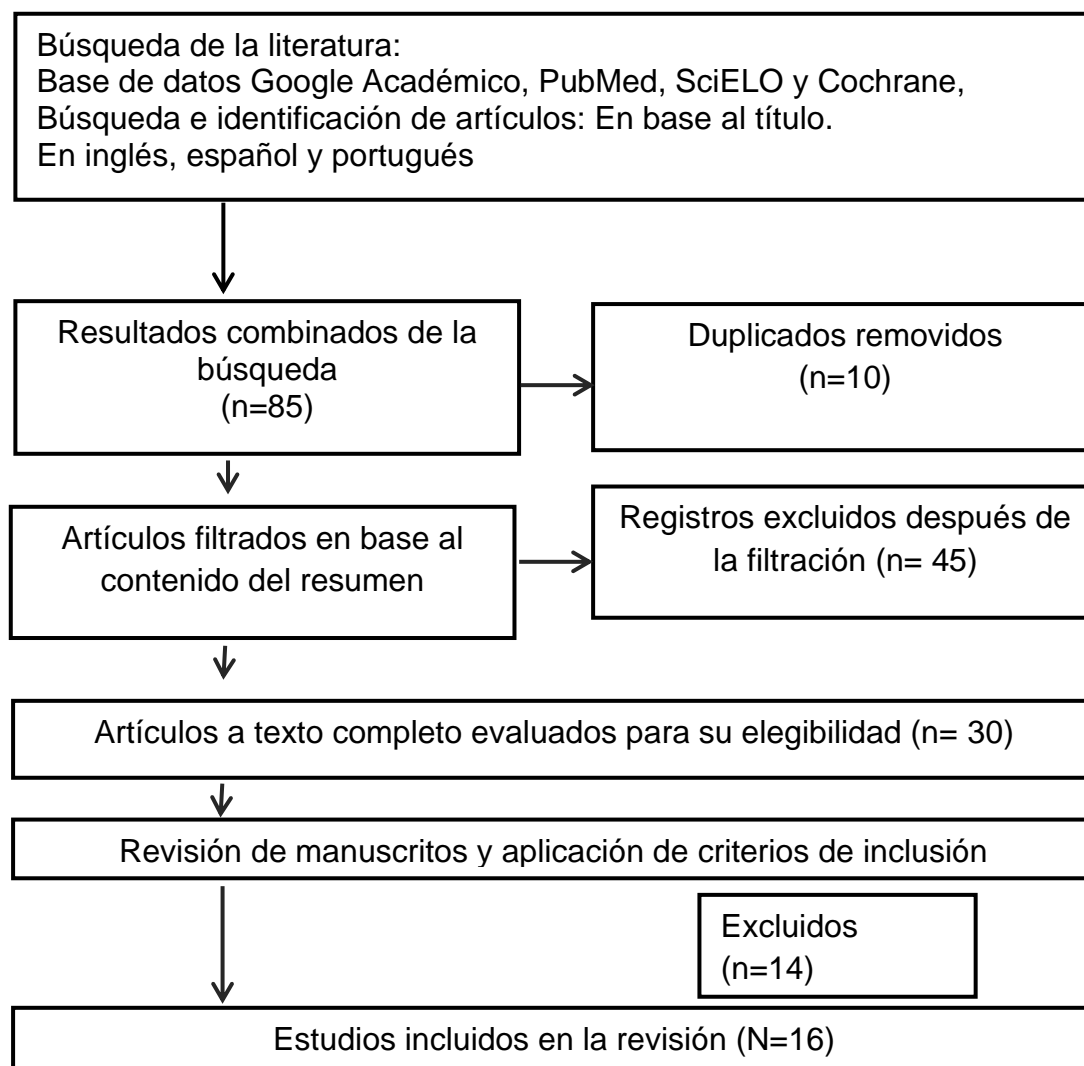 Búsqueda de la literatura:
Base de datos Google Académico, PubMed, SciELO y Cochrane,
Búsqueda e identificación de artículos: En base al título.
En inglés, español y portugués
Resultados combinados de la
búsqueda
(n=85)
Duplicados removidos
(n=10)
Artículos filtrados en base al
contenido del resumen
Registros excluidos después de
la filtración (n= 45)
Artículos a texto completo evaluados para su elegibilidad (n= 30)
Revisión de manuscritos y aplicación de criterios de inclusión
Excluidos
(n=14)
Estudios incluidos en la revisión (N=16)